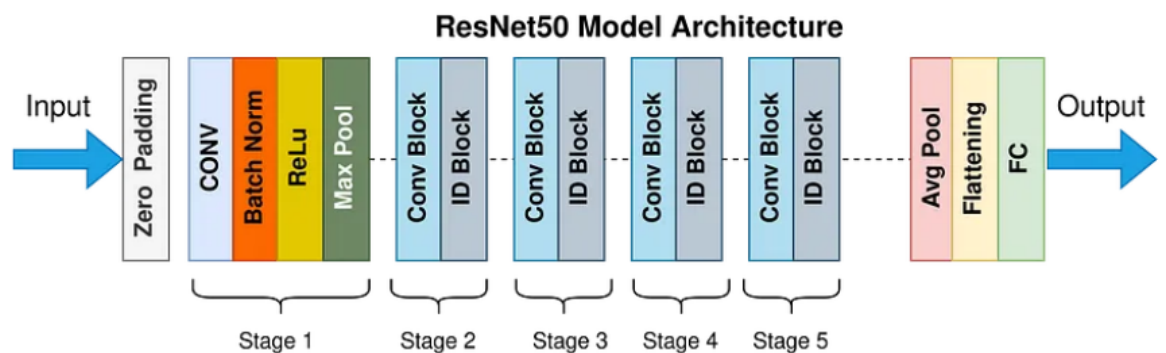 ResNet50 Model Architecture
Input
Zero Padding
CONV
Batch Norm
ReLu
Max Pool
Conv Block
ID Block
Conv Block
ID Block
Conv Block
ID Block
Conv Block
ID Block
Avg Pool
Flattening
FC
Output
Stage 1
Stage 2
Stage 3
Stage 4
Stage 5